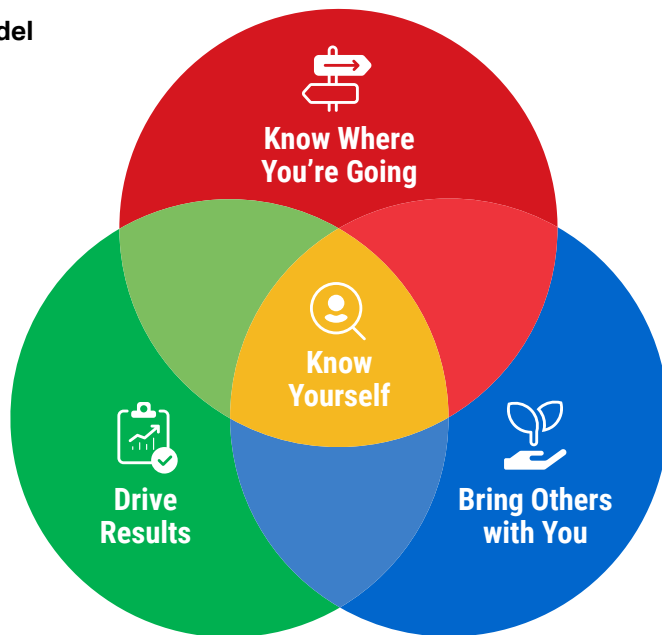 del
Know Where
You're Going
Know
Yourself
Drive
Results
Bring Others
with You